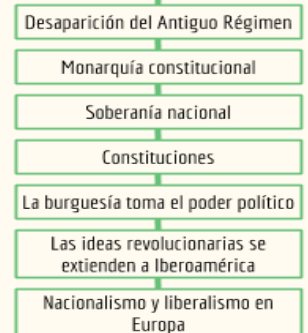 Desaparición del Antiguo Régimen
Monarquía constitucional
Soberanía nacional
Constituciones
La burguesía toma el poder político
Las ideas revolucionarias se
extienden a Iberoamérica
Nacionalismo y liberalismo en
Europa